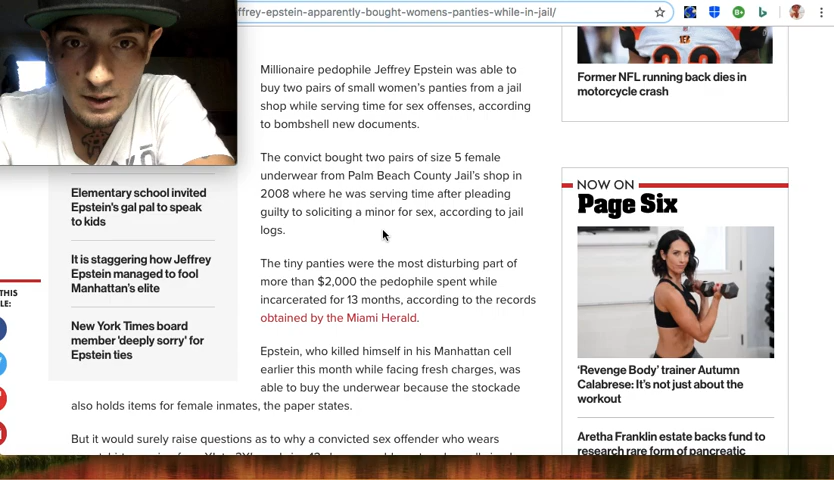 ffrey-epstein-apparently-bought-womens-panties-while-in-jail/
Millionaire pedophile Jeffrey Epstein was able to
buy two pairs of small women's panties from a jail
shop while serving time for sex offenses, according
to bombshell new documents.
The convict bought two pairs of size 5 female
underwear from Palm Beach County Jail's shop in
2008 where he was serving time after pleading
guilty to soliciting a minor for sex, according to jail
logs.
The tiny panties were the most disturbing part of
more than $2,000 the pedophile spent while
incarcerated for 13 months, according to the records
obtained by the Miami Herald.
Epstein, who killed himself in his Manhattan cell
earlier this month while facing fresh charges, was
able to buy the underwear because the stockade
also holds items for female inmates, the paper states.
But it would surely raise questions as to why a convicted sex offender who wears
Elementary school invited
Epstein's gal pal to speak
to kids
It is staggering how Jeffrey
Epstein managed to fool
Manhattan's elite
New York Times board
member 'deeply sorry' for
Epstein ties
THIS
LE:
Former NFL running back dies in
motorcycle crash
NOW ON
Page Six
'Revenge Body' trainer Autumn
Calabrese: It's not just about the
workout
Aretha Franklin estate backs fund to
research rare form of pancreatic